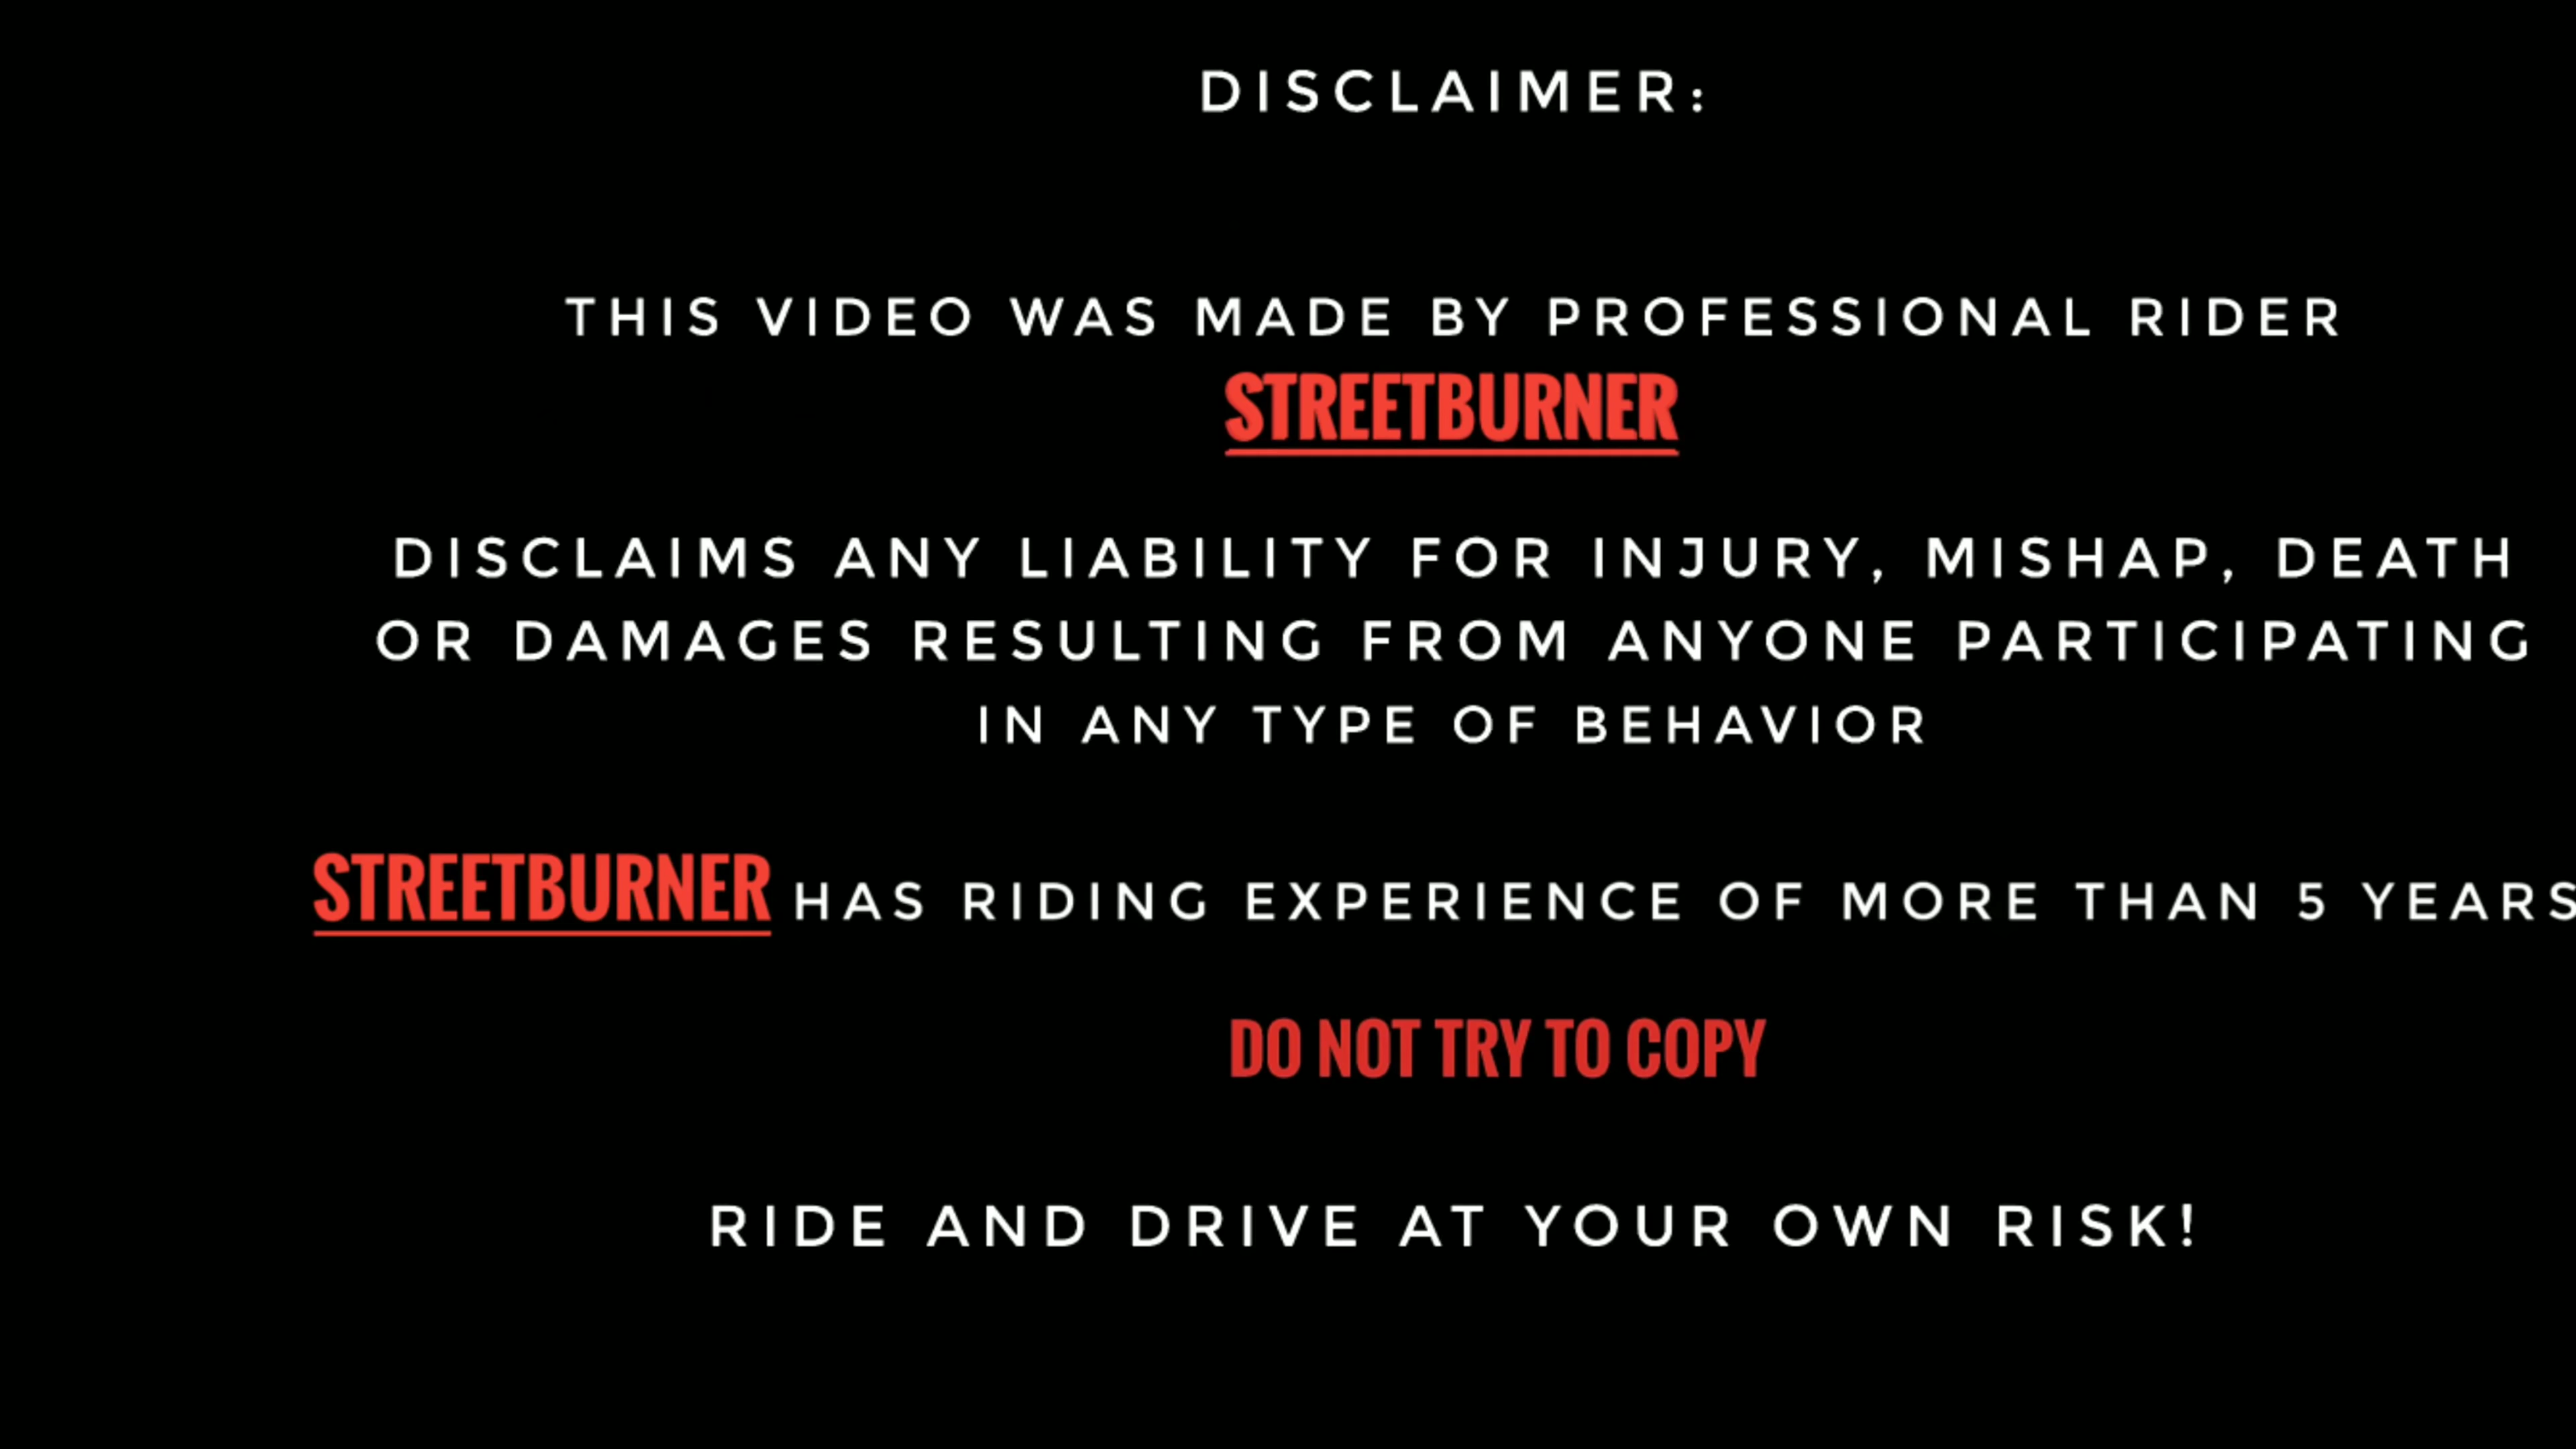 DISCLAIMER:
THIS VIDEO WAS MADE BY PROFESSIONAL RIDER
STREETBURNER
DISCLAIMS ANY LIABILITY FOR INJURY, MISHAP, DEATH
OR DAMAGES RESULTING FROM ANYONE PARTICIPATING
IN ANY TYPE OF BEHAVIOR
STREETBURNER HAS RIDING EXPERIENCE OF MORE THAN 5 YEARS
DO NOT TRY TO COPY
RIDE AND DRIVE AT YOUR OWN RISK!